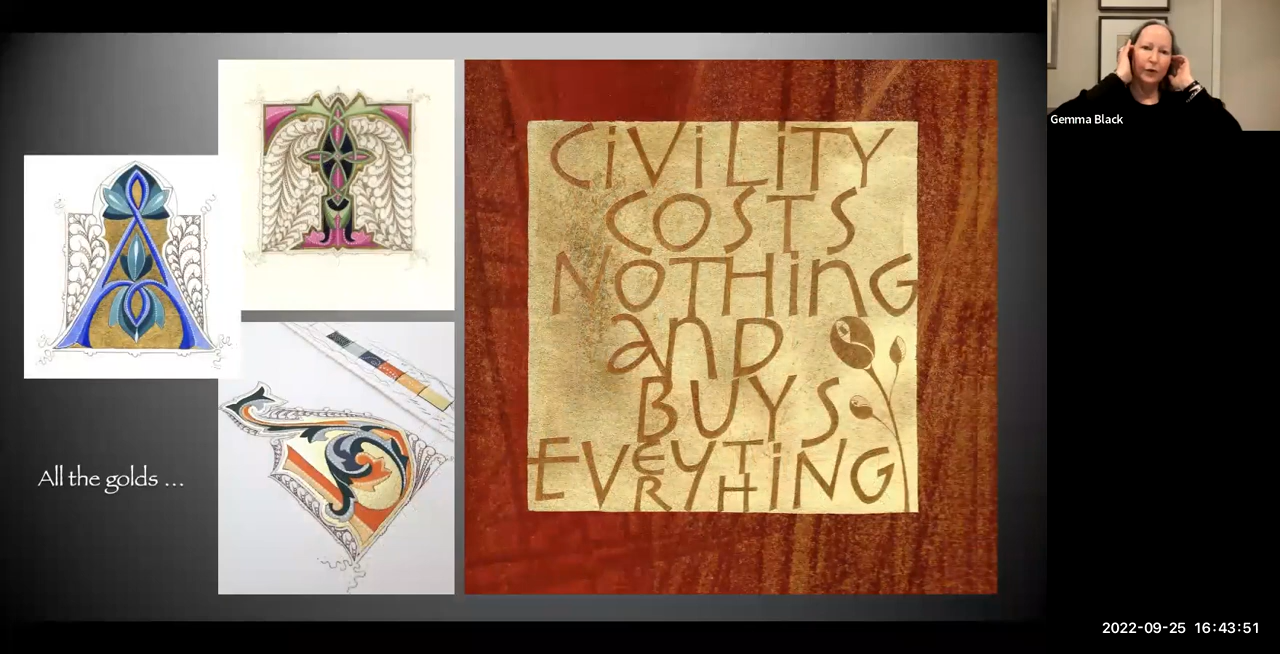 Gemma Black
CIVILITY
COSTS
NOTHING
AND
BUYS
EVERYTHING
T
A
All the golds ...
2022-09-25 16:43:51